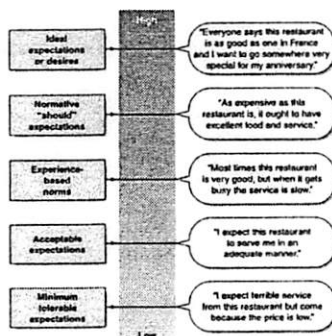 High
Ideal
expectations
or desires
"Everyone says this restaurant
is as good as one in France
and I want to go somewhere
very special for my anniversary."
Normative
"should"
expectations
"As expensive as this
restaurant is, it ought to have
excellent food and service."
Experience-
based
norms
"Most times this restaurant
is very good, but when it gets
busy the service is slow."
Acceptable
expectations
"I expect this restaurant
to serve me in an
adequate manner."
Minimum
tolerable
expectations
"I expect terrible service
from this restaurant but come
because the price is low."
Low